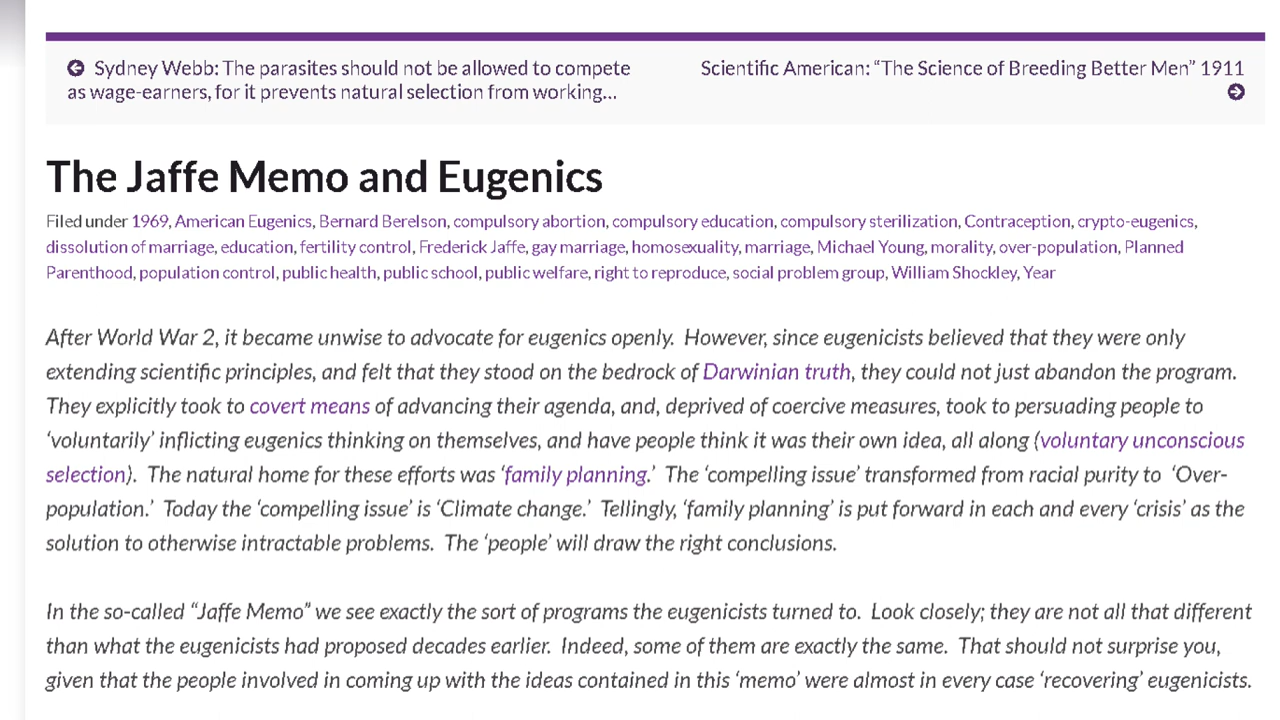 Sydney Webb: The parasites should not be allowed to compete
as wage-earners, for it prevents natural selection from working...
Scientific American: “The Science of Breeding Better Men” 1911
The Jaffe Memo and Eugenics
Filed under 1969, American Eugenics, Bernard Berelson, compulsory abortion, compulsory education, compulsory sterilization, Contraception, crypto-eugenics,
dissolution of marriage, education, fertility control, Frederick Jaffe, gay marriage, homosexuality, marriage, Michael Young, morality, over-population, Planned
Parenthood, population control, public health, public school, public welfare, right to reproduce, social problem group, William Shockley, Year
After World War 2, it became unwise to advocate for eugenics openly.  However, since eugenicists believed that they were only
extending scientific principles, and felt that they stood on the bedrock of Darwinian truth, they could not just abandon the program.
They explicitly took to covert means of advancing their agenda, and, deprived of coercive measures, took to persuading people to
‘voluntarily’ inflicting eugenics thinking on themselves, and have people think it was their own idea, all along (voluntary unconscious
selection).  The natural home for these efforts was ‘family planning.’  The ‘compelling issue’ transformed from racial purity to  ‘Over-
population.’  Today the ‘compelling issue’ is ‘Climate change.’  Tellingly, ‘family planning’ is put forward in each and every ‘crisis’ as the
solution to otherwise intractable problems.  The ‘people’ will draw the right conclusions.
In the so-called “Jaffe Memo” we see exactly the sort of programs the eugenicists turned to.  Look closely; they are not all that different
than what the eugenicists had proposed decades earlier.  Indeed, some of them are exactly the same.  That should not surprise you,
given that the people involved in coming up with the ideas contained in this ‘memo’ were almost in every case ‘recovering’ eugenicists.